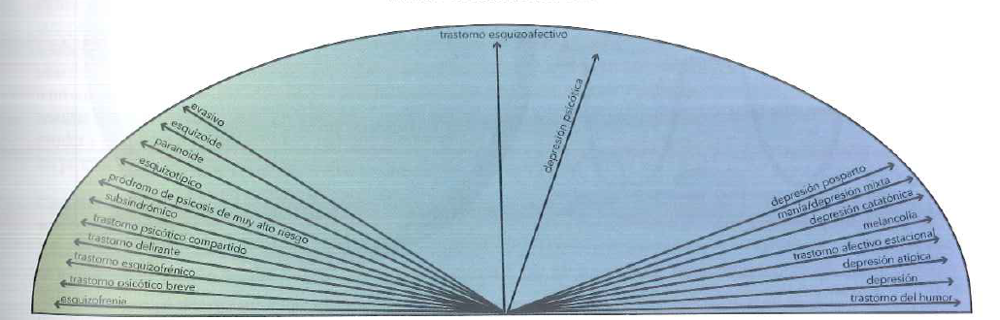 trastorno esquizoafectivo
depresión psicótica
evasivo
esquizoide
paranoide
esquizotípico
pródromo de psicosis de muy alto riesgo
subsindrómico
trastorno psicótico compartido
trastorno delirante
trastorno esquizofrénico
trastorno psicótico breve
esquizofrenia
depresión posparto
manía/depresión mixta
depresión catatónica
melancolía
trastorno afectivo estacional
depresión atípica
depresión
trastorno del humor